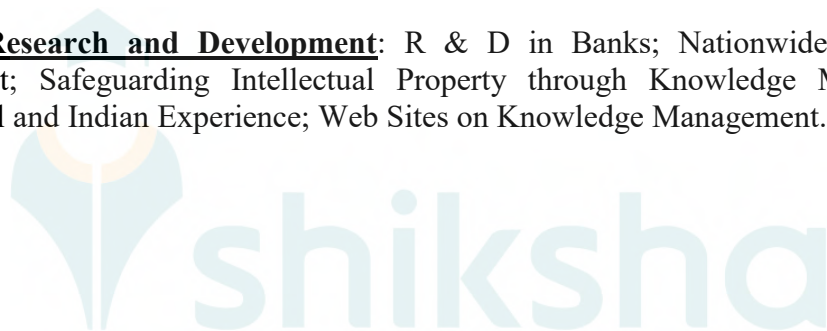 Research and Development: R & D in Banks; Nationwide
t; Safeguarding Intellectual Property through Knowledge M
l and Indian Experience; Web Sites on Knowledge Management.
shiksha